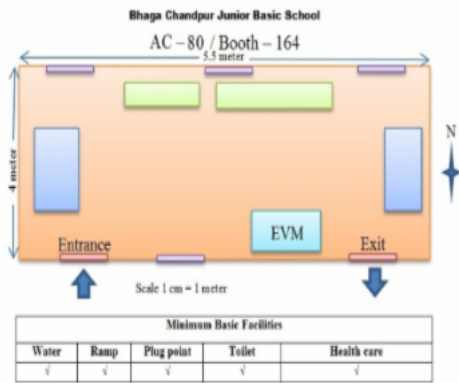 Bhaga Chandpur Junior Basic School
AC – 80 / Booth – 164
5.5 meter
4 meter
N
EVM
Entrance
Exit
Scale 1 cm = 1 meter
Minimum Basic Facilities
Water Ramp Plug point Toilet Health care
√ √ √ √ √